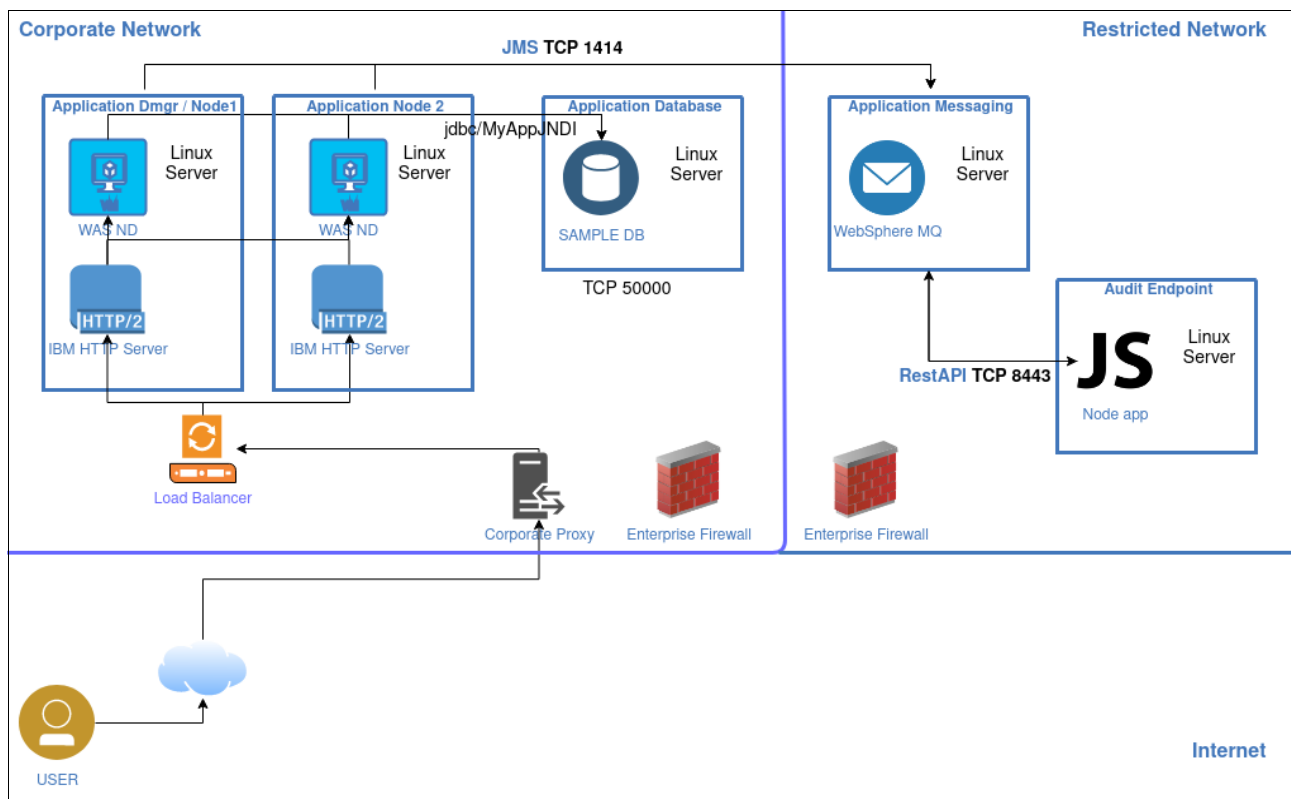 Corporate Network
Restricted Network
JMS TCP 1414
Application Dmgr / Node1
Application Node 2
Application Database
Application Messaging
jdbc/MyAppJNDI
Linux
Server
Linux
Server
Linux
Server
Linux
Server
WAS ND
WAS ND
SAMPLE DB
WebSphere MQ
TCP 50000
Audit Endpoint
HTTP/2
HTTP/2
Linux
Server
JS
IBM HTTP Server
IBM HTTP Server
RestAPI TCP 8443
Node app
Load Balancer
Corporate Proxy
Enterprise Firewall
Enterprise Firewall
Internet
USER